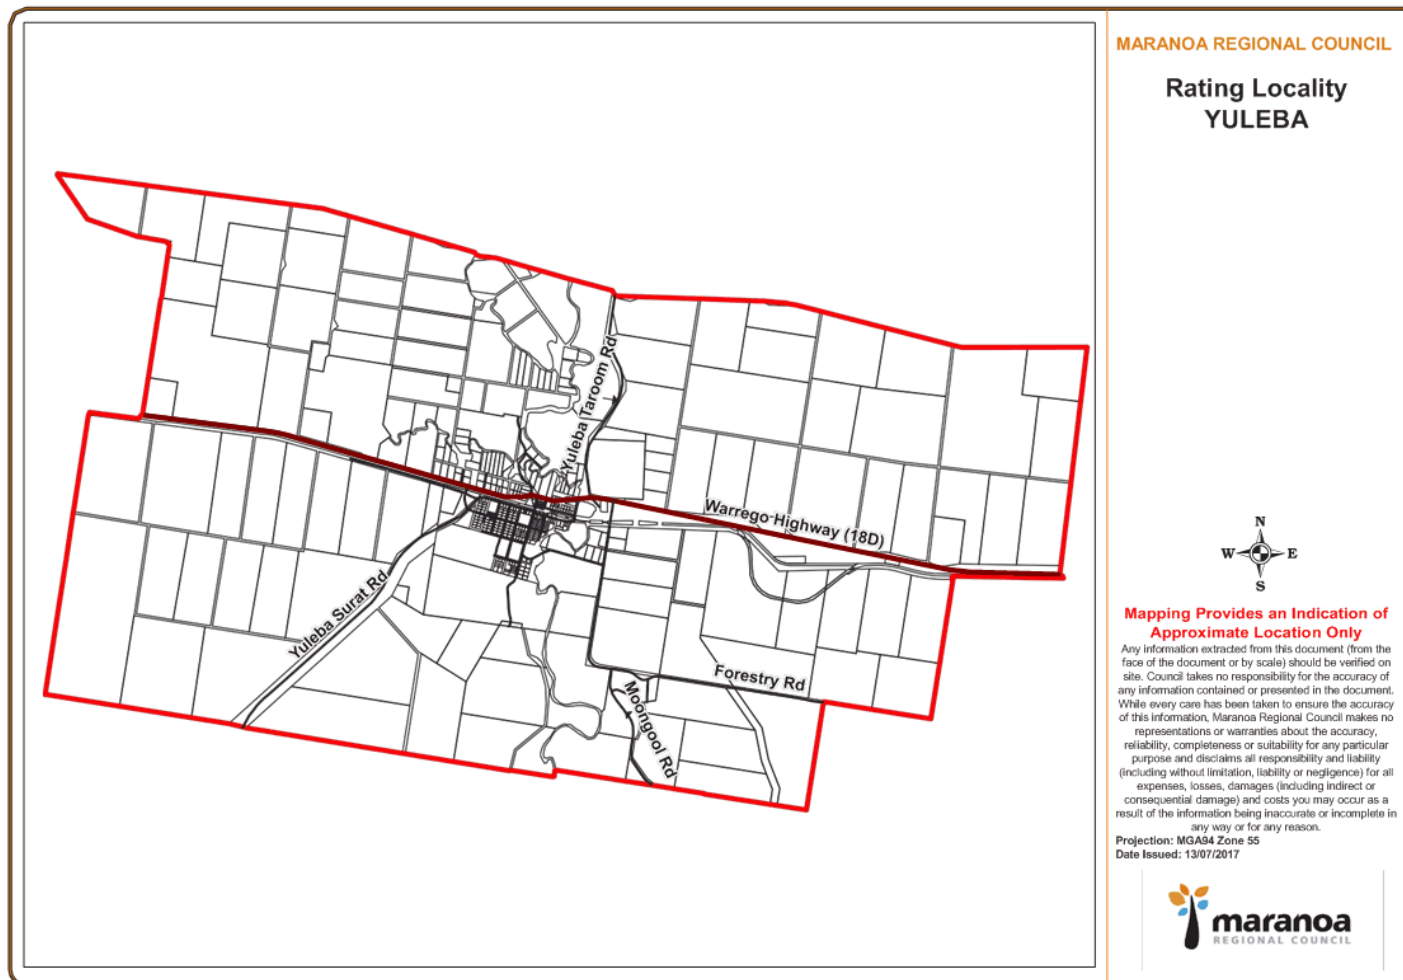 MARANOA REGIONAL COUNCIL
Rating Locality
YULEBA
Yuleba Taroom Rd
Warrego Highway (18D)
Yuleba Surat Rd
Forestry Rd
Moongool Rd
N
W
E
S
Mapping Provides an Indication of
Approximate Location Only
Any information extracted from this document (from the
face of the document or by scale) should be verified on
site. Council takes no responsibility for the accuracy of
any information contained or presented in the document.
While every care has been taken to ensure the accuracy
of this information, Maranoa Regional Council makes no
representations or warranties about the accuracy,
reliability, completeness or suitability for any particular
purpose and disclaims all responsibility and liability
(including without limitation, liability or negligence) for all
expenses, losses, damages (including indirect or
consequential damage) and costs you may occur as a
result of the information being inaccurate or incomplete in
any way or for any reason.
Projection: MGA94 Zone 55
Date Issued: 13/07/2017
maranoa
REGIONAL COUNCIL